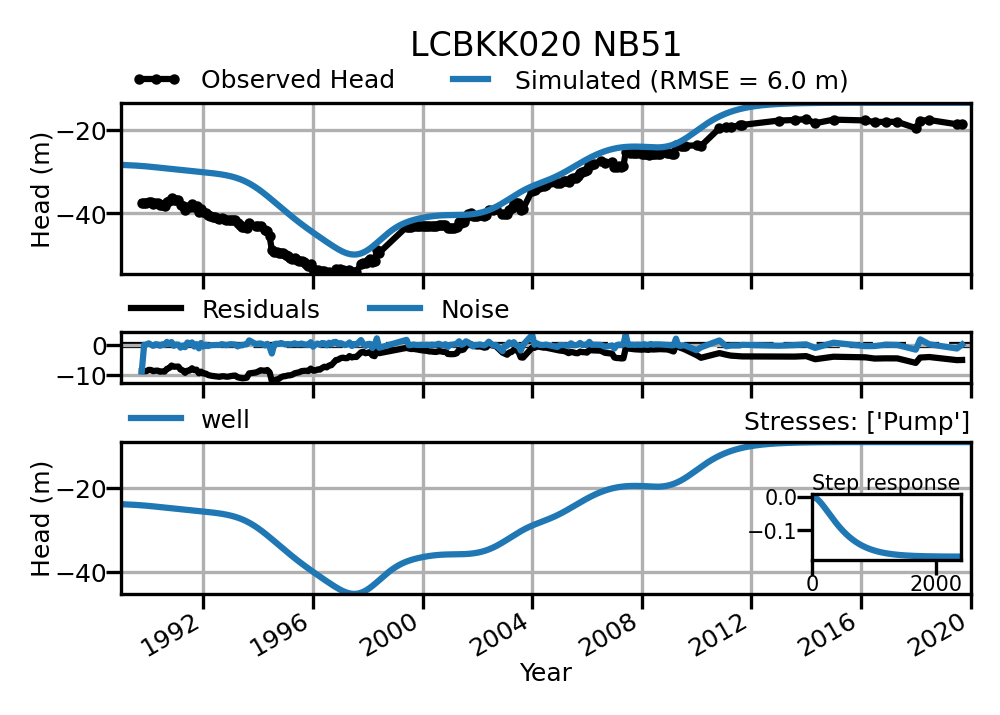 LCBKK020 NB51
Observed Head Simulated (RMSE = 6.0 m)
Head (m)
−20
−40
Residuals Noise
0
−10
well Stresses: ['Pump']
Head (m)
−20
−40
Step response
0.0
−0.1
0 2000
1992 1996 2000 2004 2008 2012 2016 2020
Year